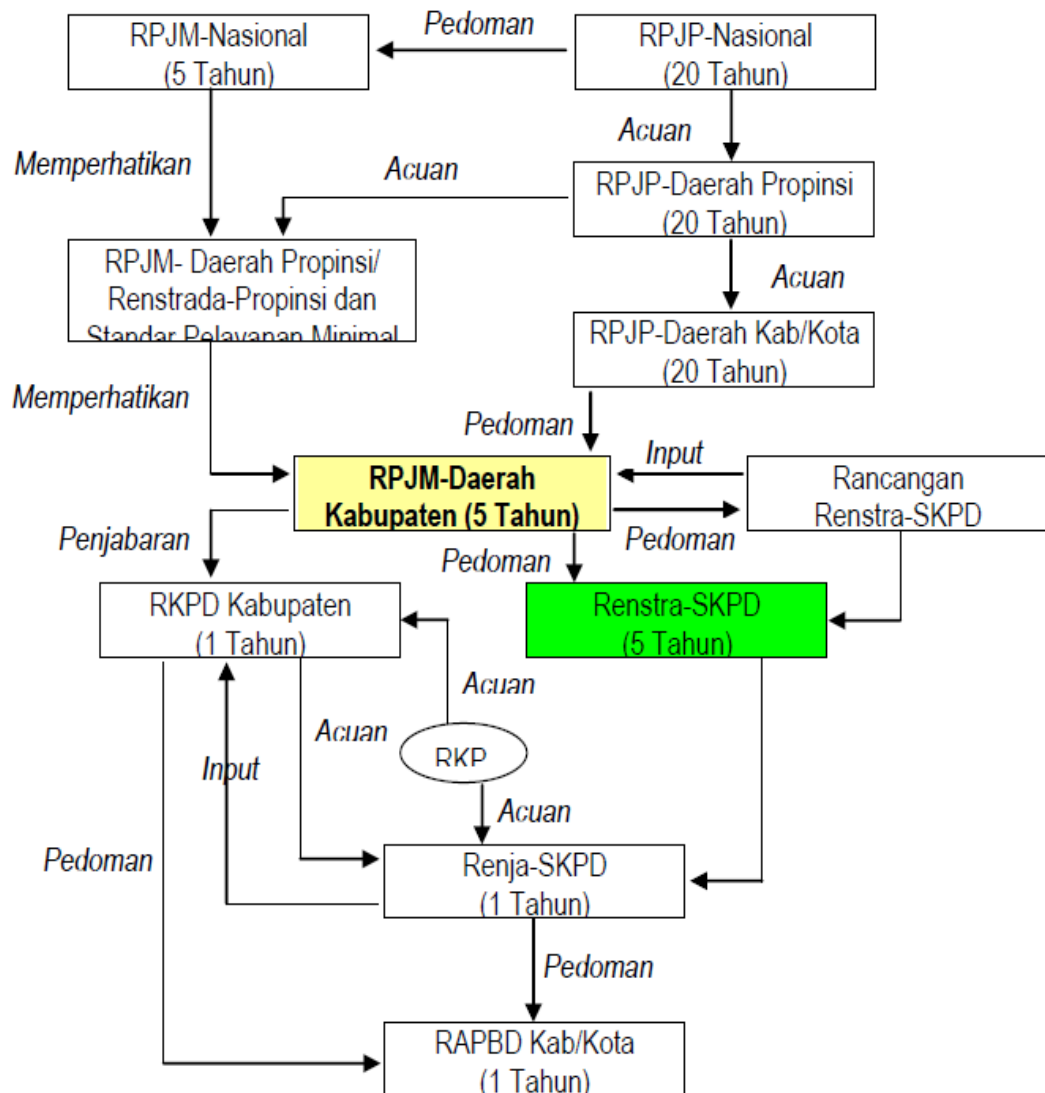 RPJM-Nasional
(5 Tahun)
Pedoman
RPJP-Nasional
(20 Tahun)
Memperhatikan
Acuan
Acuan
RPJP-Daerah Propinsi
(20 Tahun)
RPJM- Daerah Propinsi/
Renstrada-Propinsi dan
Standar Pelayanan Minimal
Acuan
RPJP-Daerah Kab/Kota
(20 Tahun)
Memperhatikan
Pedoman
Input
RPJM-Daerah
Kabupaten (5 Tahun)
Rancangan
Renstra-SKPD
Penjabaran
Pedoman
Pedoman
RKPD Kabupaten
(1 Tahun)
Renstra-SKPD
(5 Tahun)
Acuan
Acuan
Input
RKP
Acuan
Pedoman
Renja-SKPD
(1 Tahun)
Pedoman
RAPBD Kab/Kota
(1 Tahun)